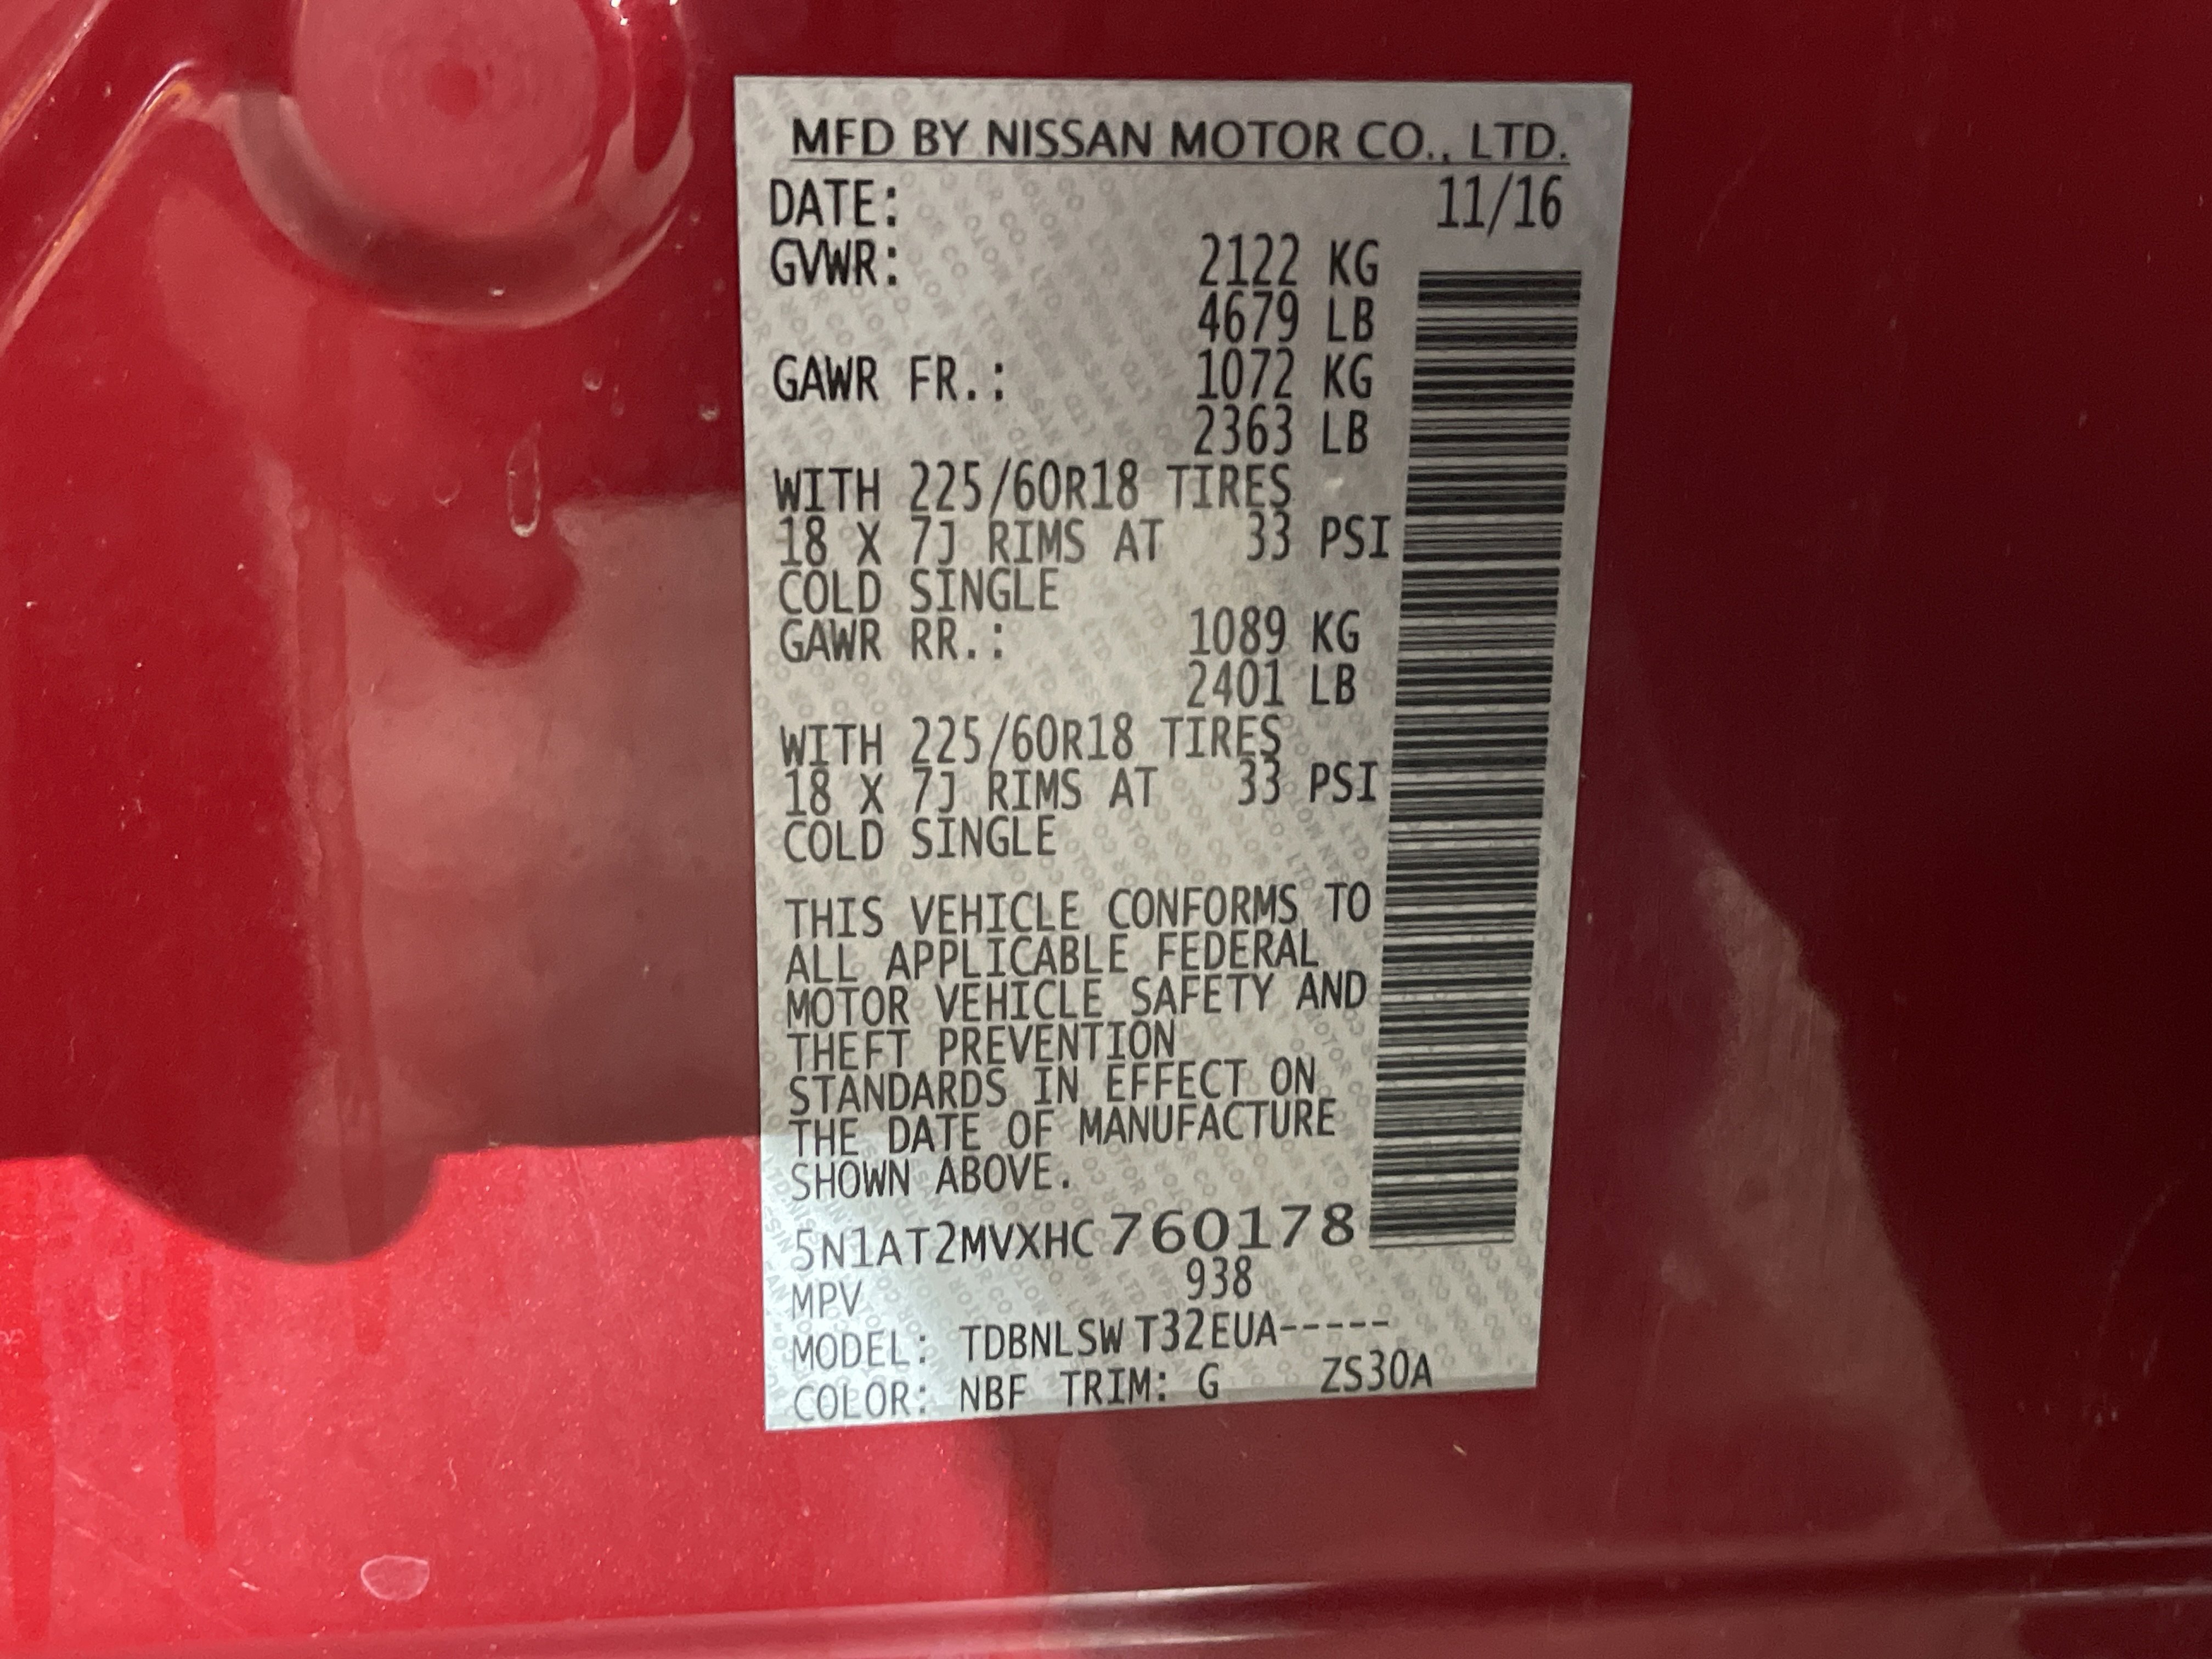 MFD BY NISSAN MOTOR CO., LTD.
DATE: 11/16
GVWR: 2122 KG
4679 LB
GAWR FR.: 1072 KG
2363 LB
WITH 225/60R18 TIRES
18 X 7J RIMS AT 33 PSI
COLD SINGLE
GAWR RR.: 1089 KG
2401 LB
WITH 225/60R18 TIRES
18 X 7J RIMS AT 33 PSI
COLD SINGLE
THIS VEHICLE CONFORMS TO
ALL APPLICABLE FEDERAL
MOTOR VEHICLE SAFETY AND
THEFT PREVENTION
STANDARDS IN EFFECT ON
THE DATE OF MANUFACTURE
SHOWN ABOVE.
5N1AT2MVXHC760178
MPV 938
MODEL: TDBNLSW T32EUA-----
COLOR: NBF TRIM: G ZS30A